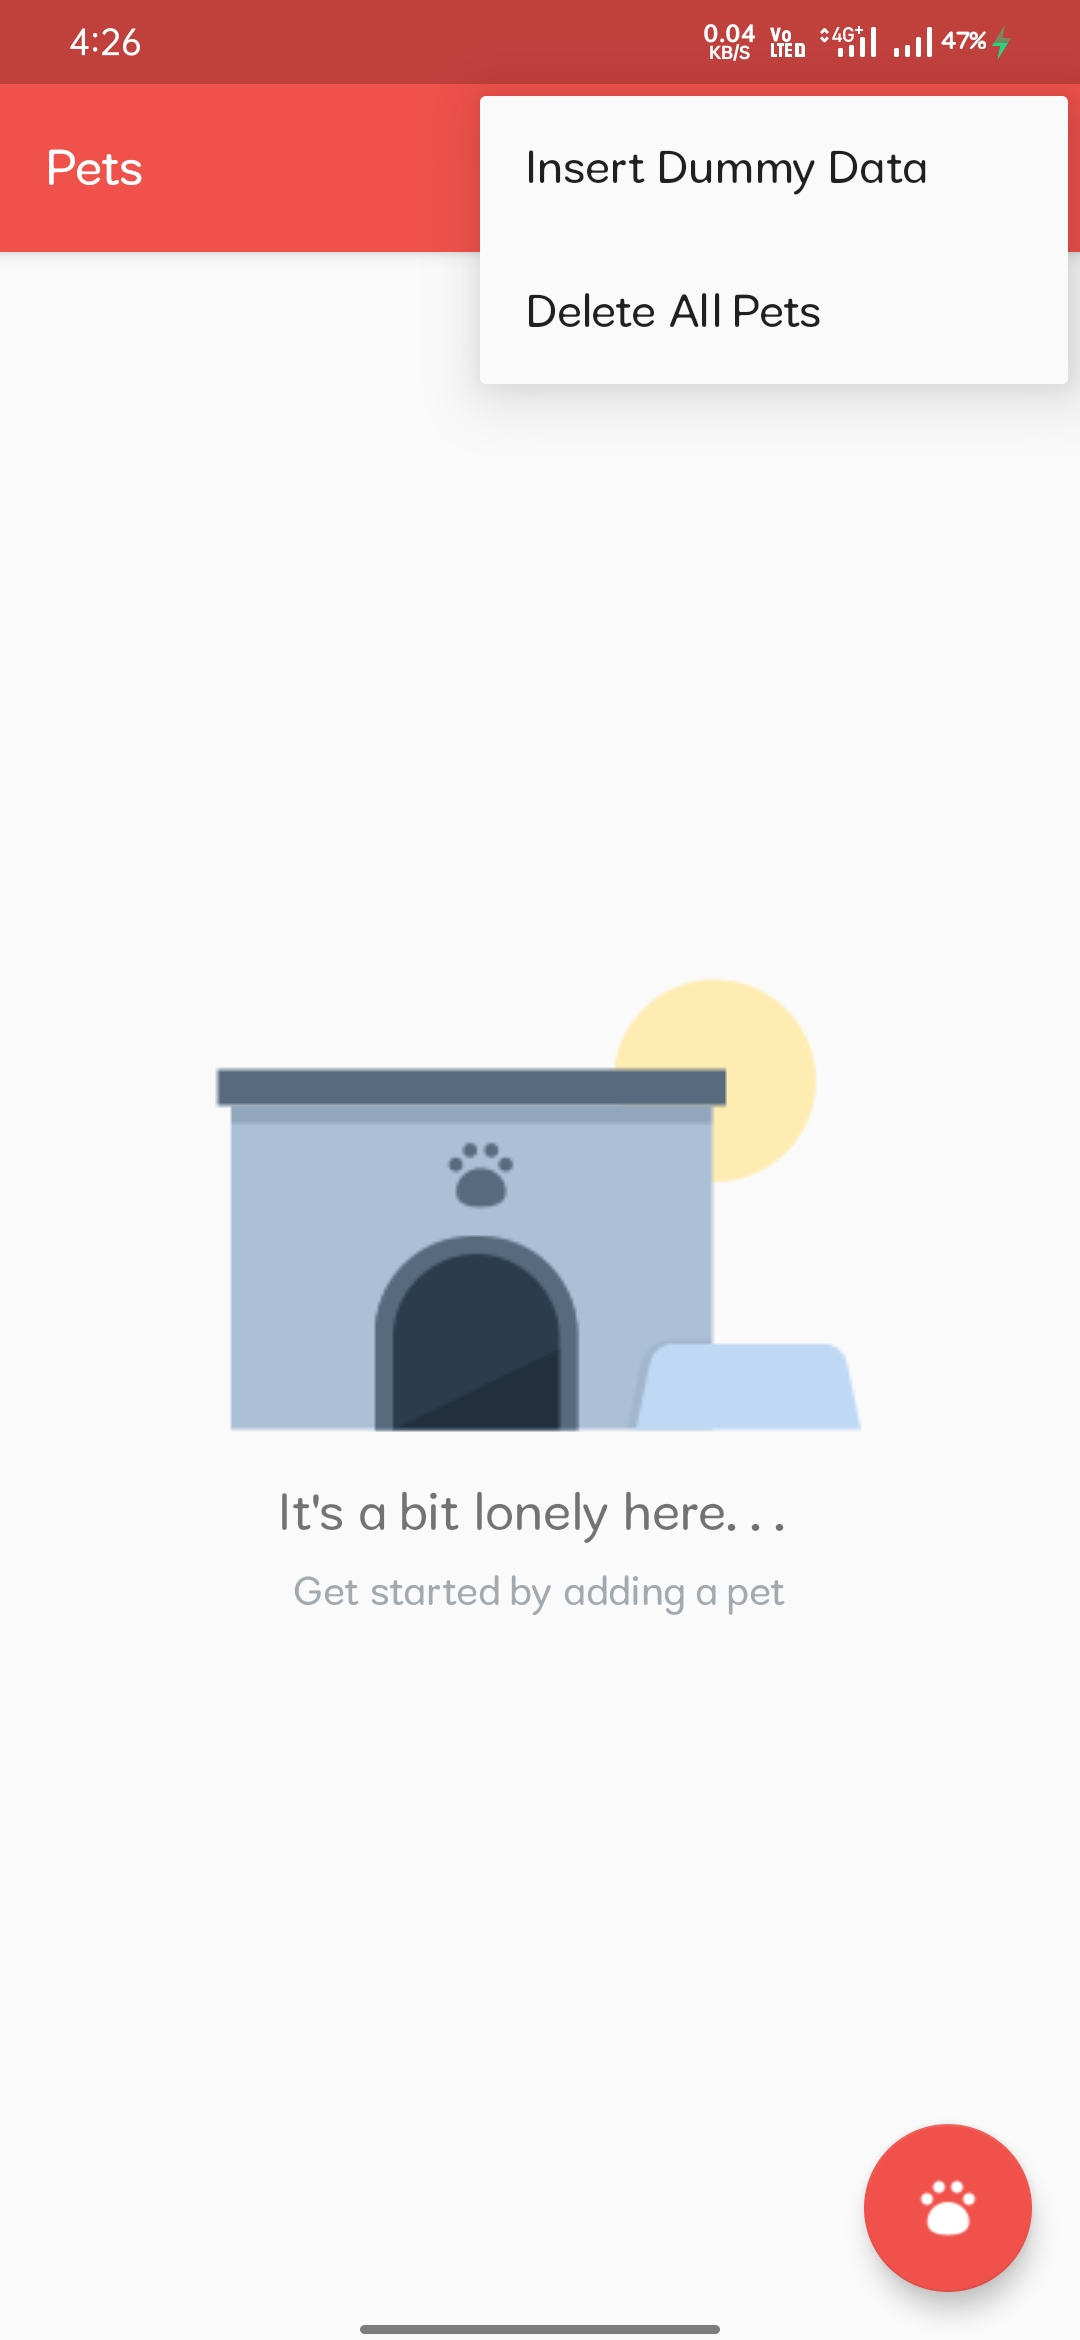 4:26
0.04
KB/S
Vo
LTE
4G+
47%
Pets
Insert Dummy Data
Delete All Pets
It's a bit lonely here...
Get started by adding a pet